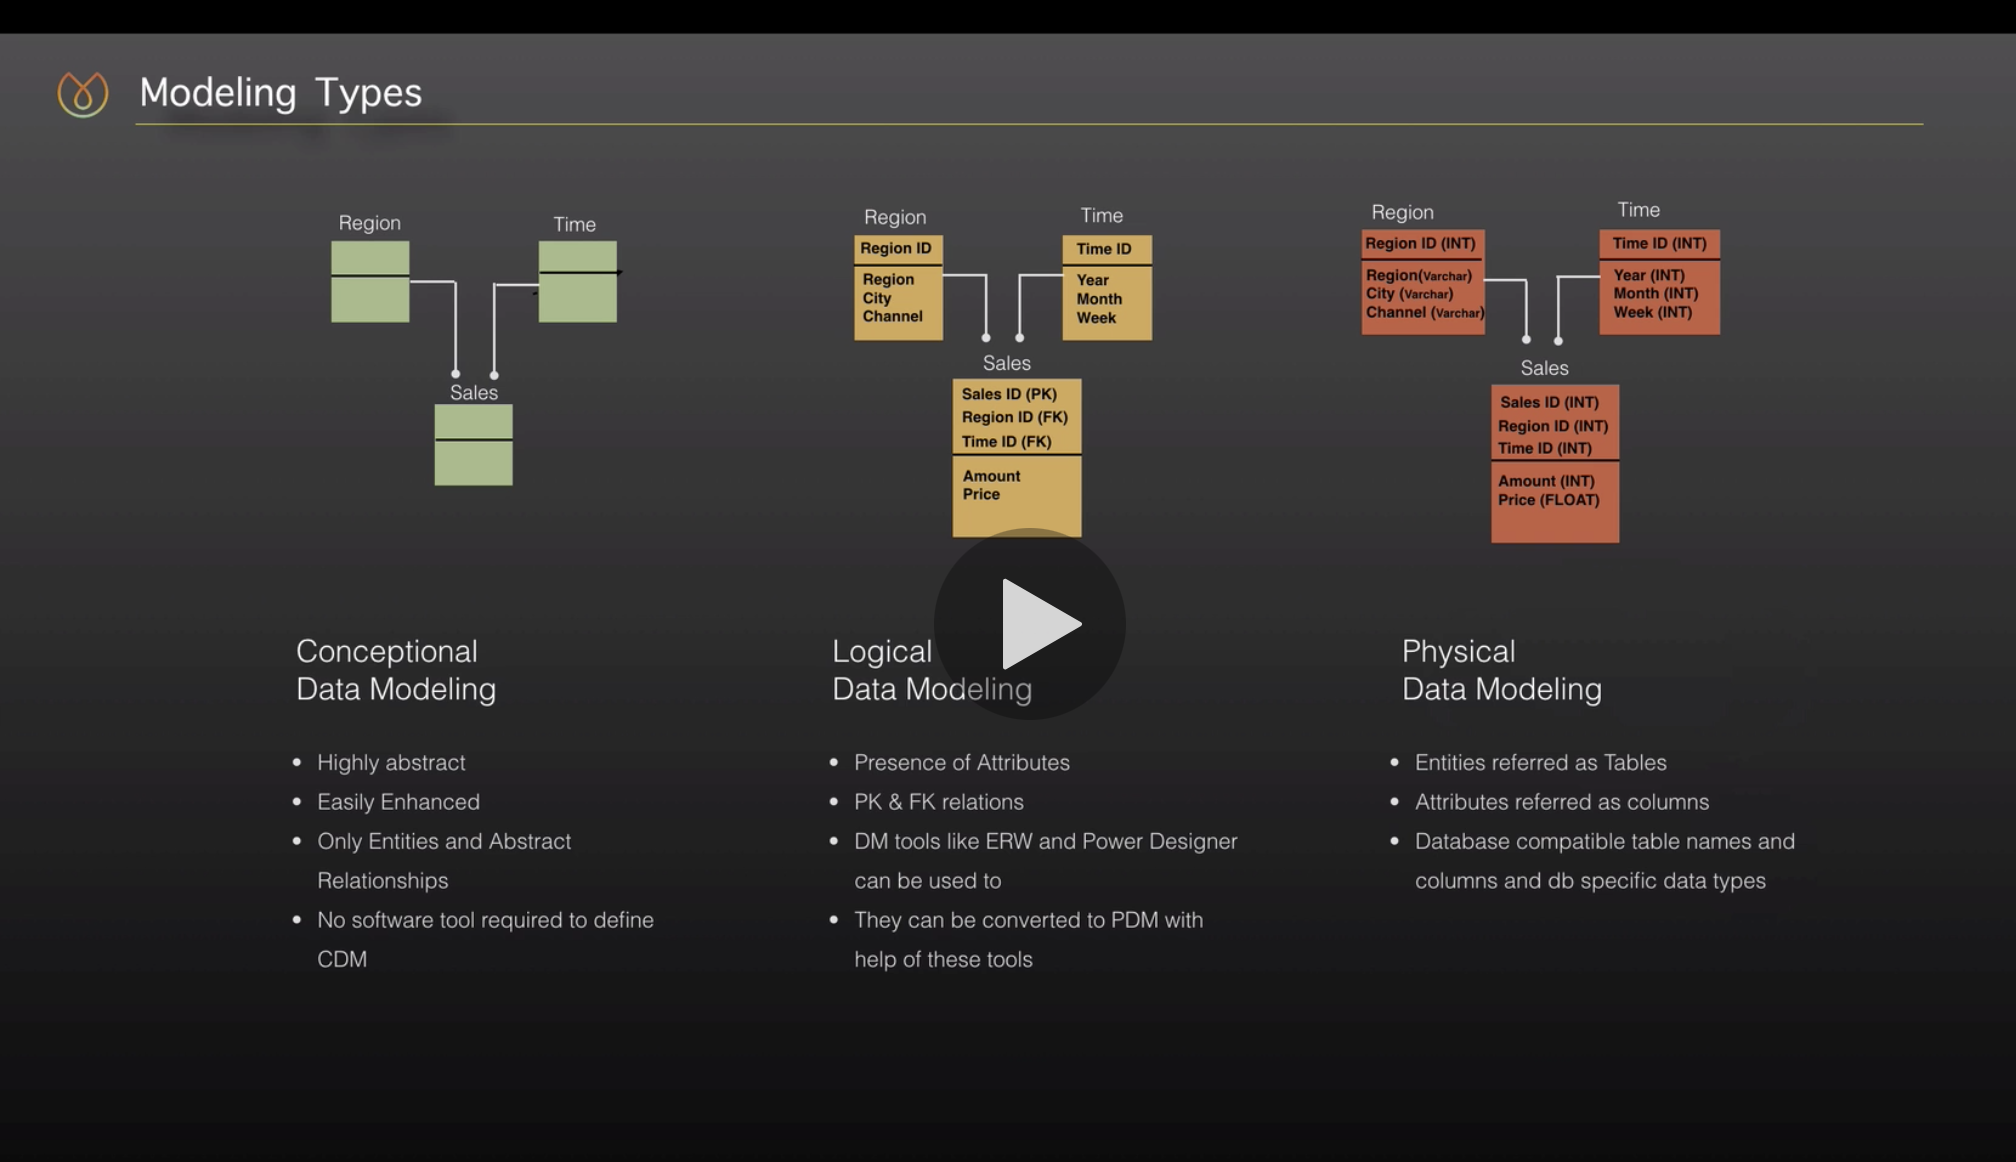 Modeling Types
Region
Time
Sales
Region
Region ID
Region
City
Channel
Time
Time ID
Year
Month
Week
Sales
Sales ID (PK)
Region ID (FK)
Time ID (FK)
Amount
Price
Region
Region ID (INT)
Region(Varchar)
City (Varchar)
Channel (Varchar)
Time
Time ID (INT)
Year (INT)
Month (INT)
Week (INT)
Sales
Sales ID (INT)
Region ID (INT)
Time ID (INT)
Amount (INT)
Price (FLOAT)
Conceptional
Data Modeling
• Highly abstract
• Easily Enhanced
• Only Entities and Abstract
Relationships
• No software tool required to define
CDM
Logical
Data Modeling
• Presence of Attributes
• PK & FK relations
• DM tools like ERW and Power Designer
can be used to
• They can be converted to PDM with
help of these tools
Physical
Data Modeling
• Entities referred as Tables
• Attributes referred as columns
• Database compatible table names and
columns and db specific data types